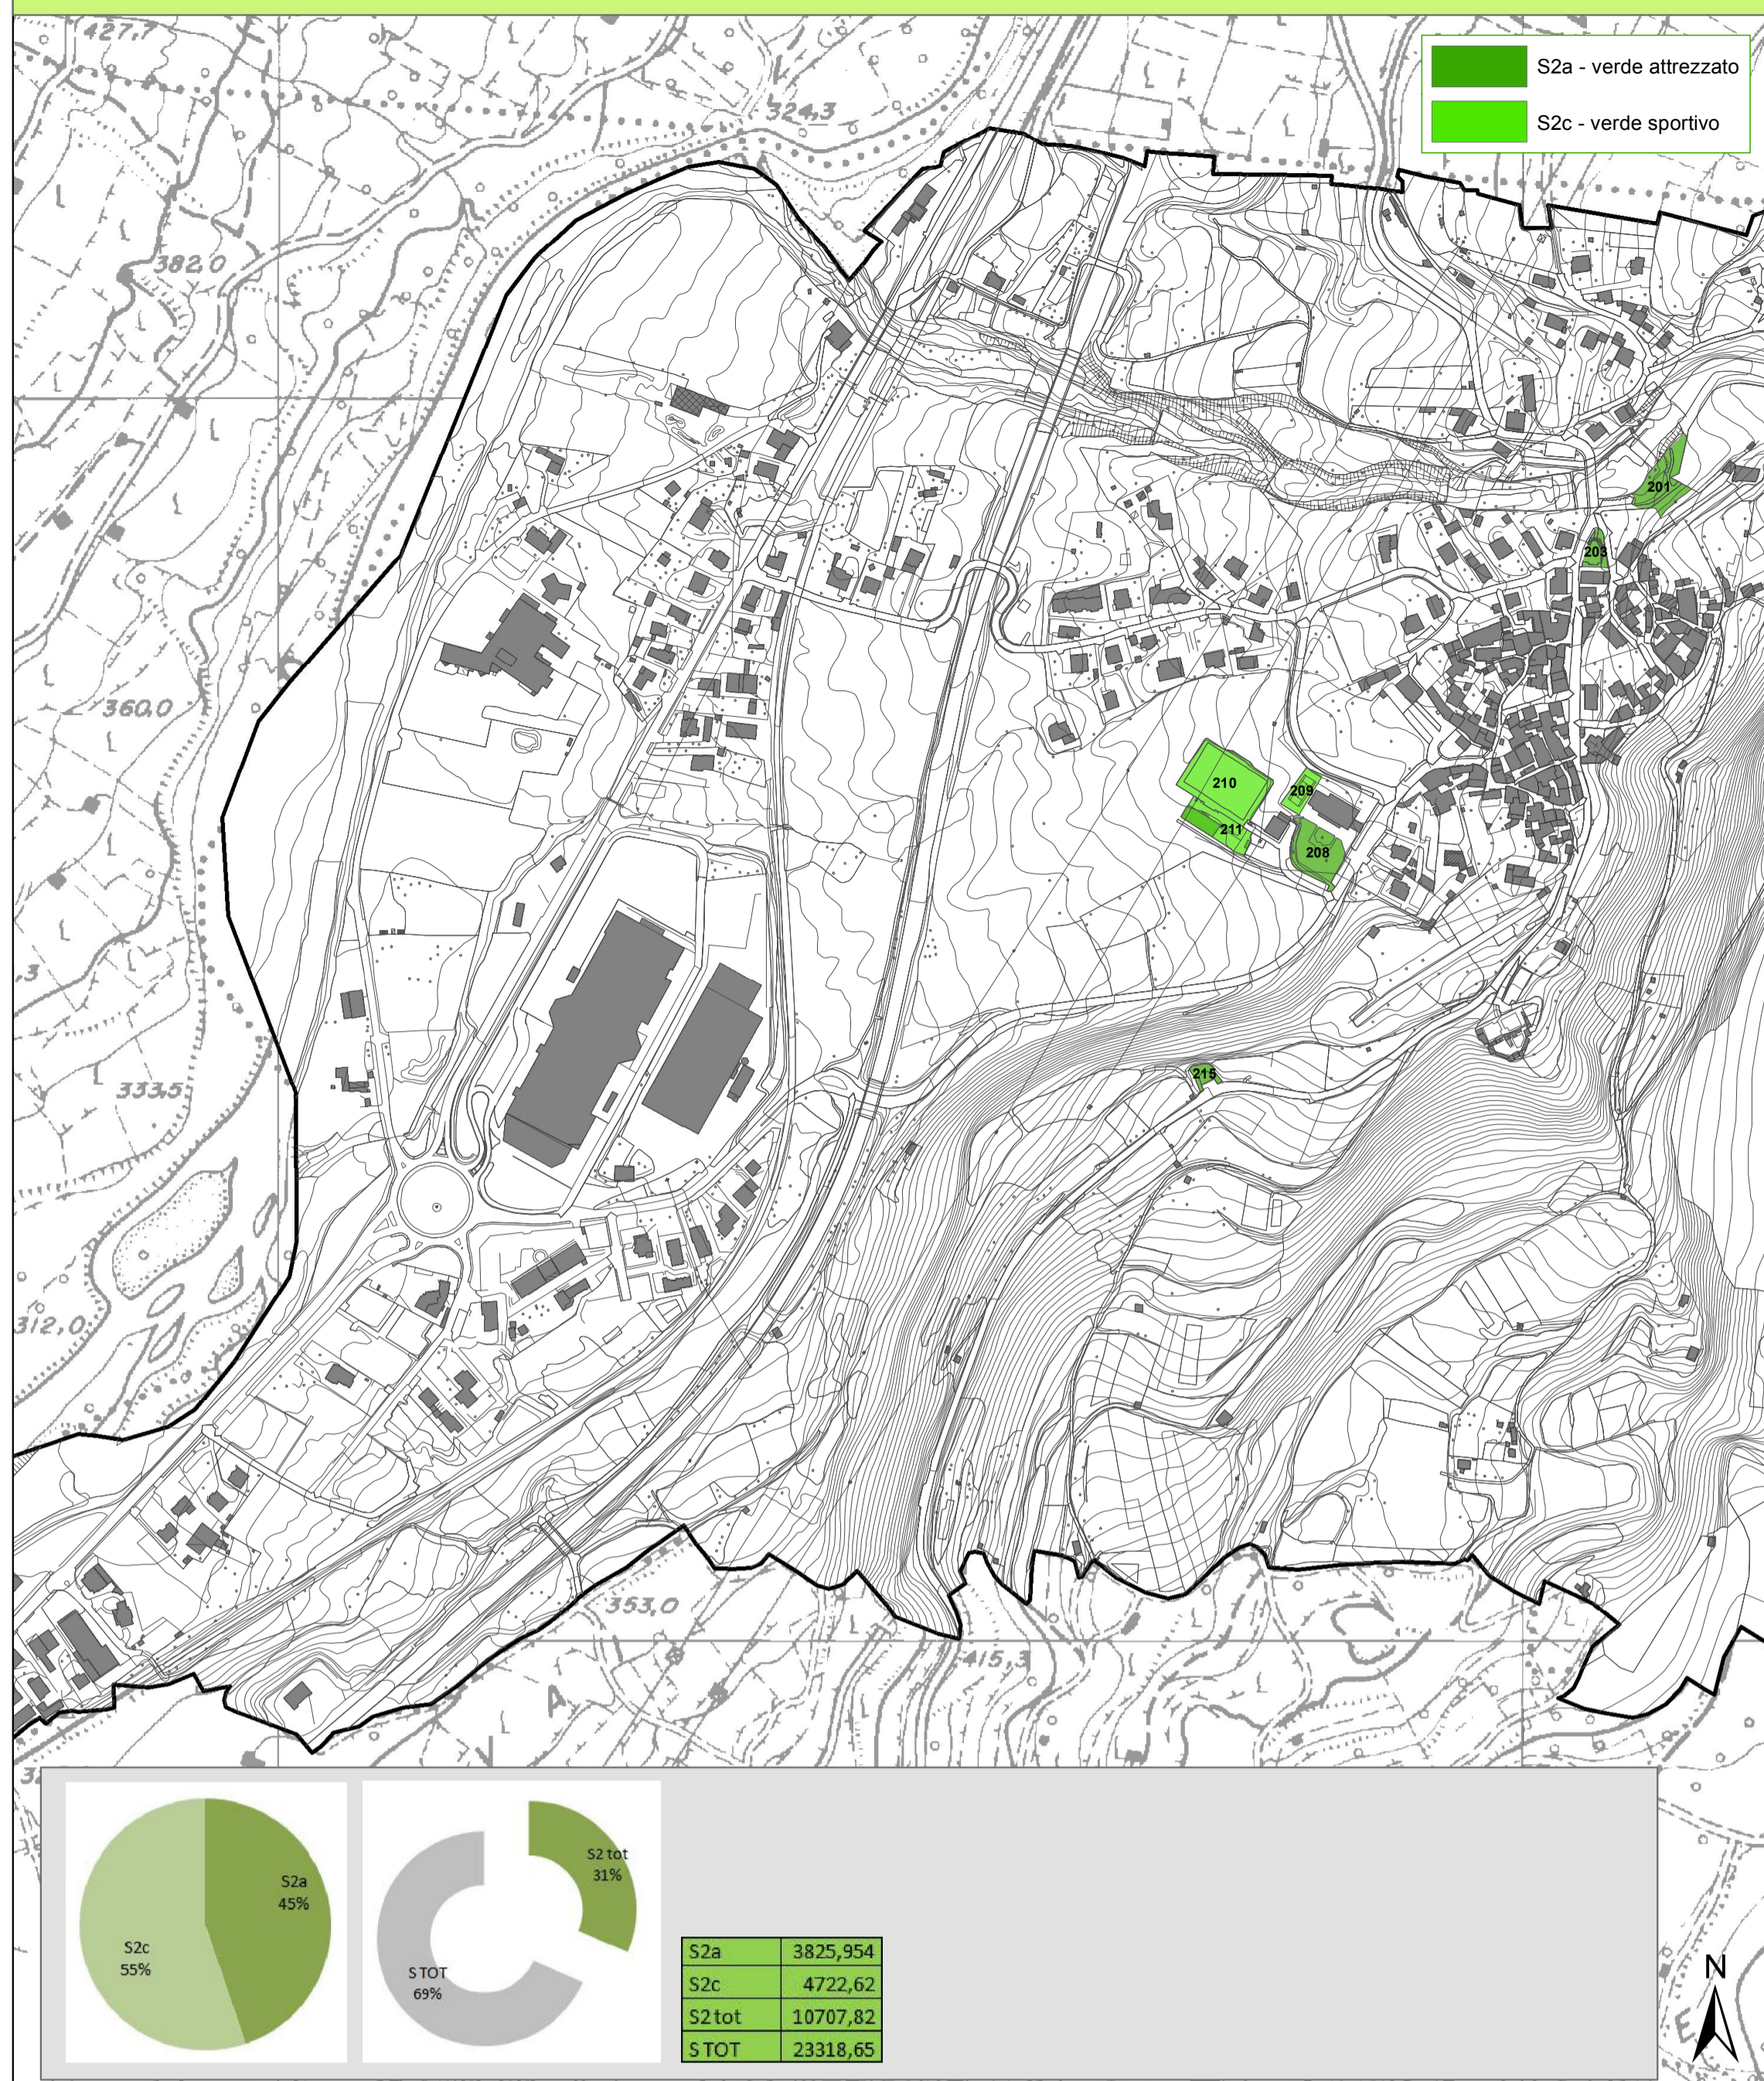 427,7
S2a - verde attrezzato
324,3
S2c - verde sportivo
382,0
201
203
360,0
210
209
211
208
,3
215
333,5
312,0
353,0
415,3
A
S2 tot
31%
S2a
45%
S2c
55%
S TOT
69%
S2a 3825,954
S2c 4722,62
S2 tot 10707,82
S TOT 23318,65
N
E